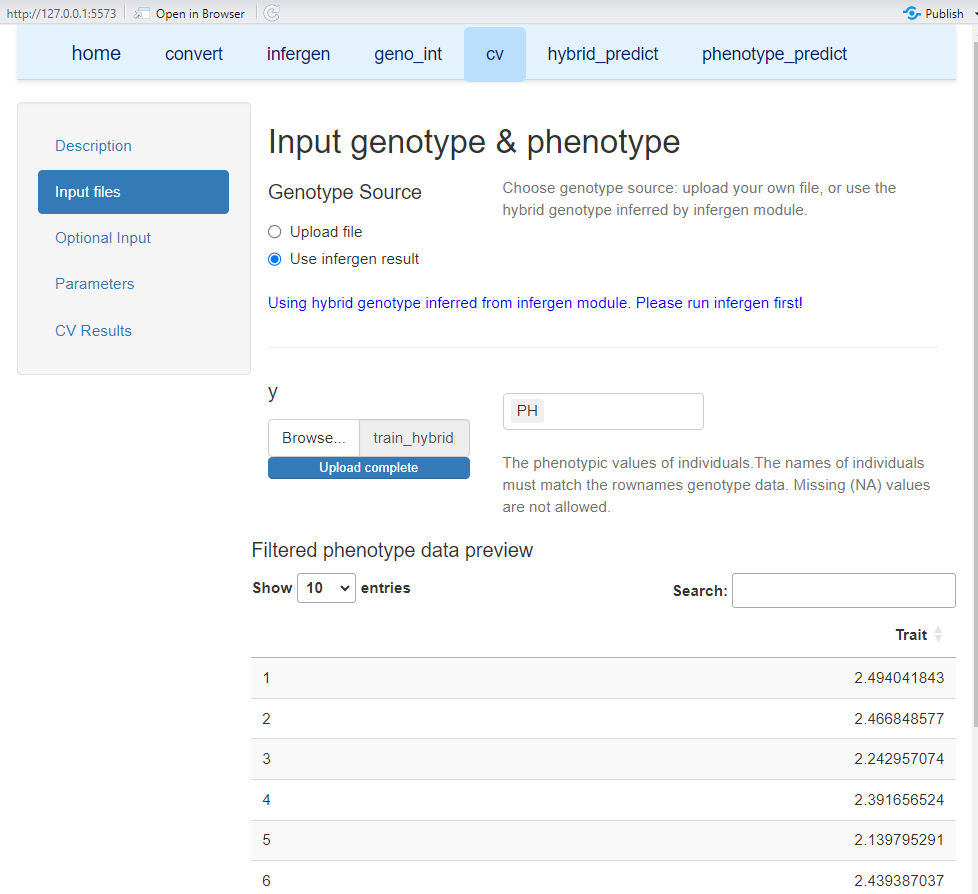 http://127.0.0.1:5573 Open in Browser Publish
home convert infergen geno_int cv hybrid_predict phenotype_predict
Description
Input files
Optional Input
Parameters
CV Results
Input genotype & phenotype
Genotype Source
Choose genotype source: upload your own file, or use the
hybrid genotype inferred by infergen module.
Upload file
Use infergen result
Using hybrid genotype inferred from infergen module. Please run infergen first!
y
Browse... train_hybrid
Upload complete
PH
The phenotypic values of individuals.The names of individuals
must match the rownames genotype data. Missing (NA) values
are not allowed.
Filtered phenotype data preview
Show 10 entries
Search:
Trait
1 2.494041843
2 2.466848577
3 2.242957074
4 2.391656524
5 2.139795291
6 2.439387037